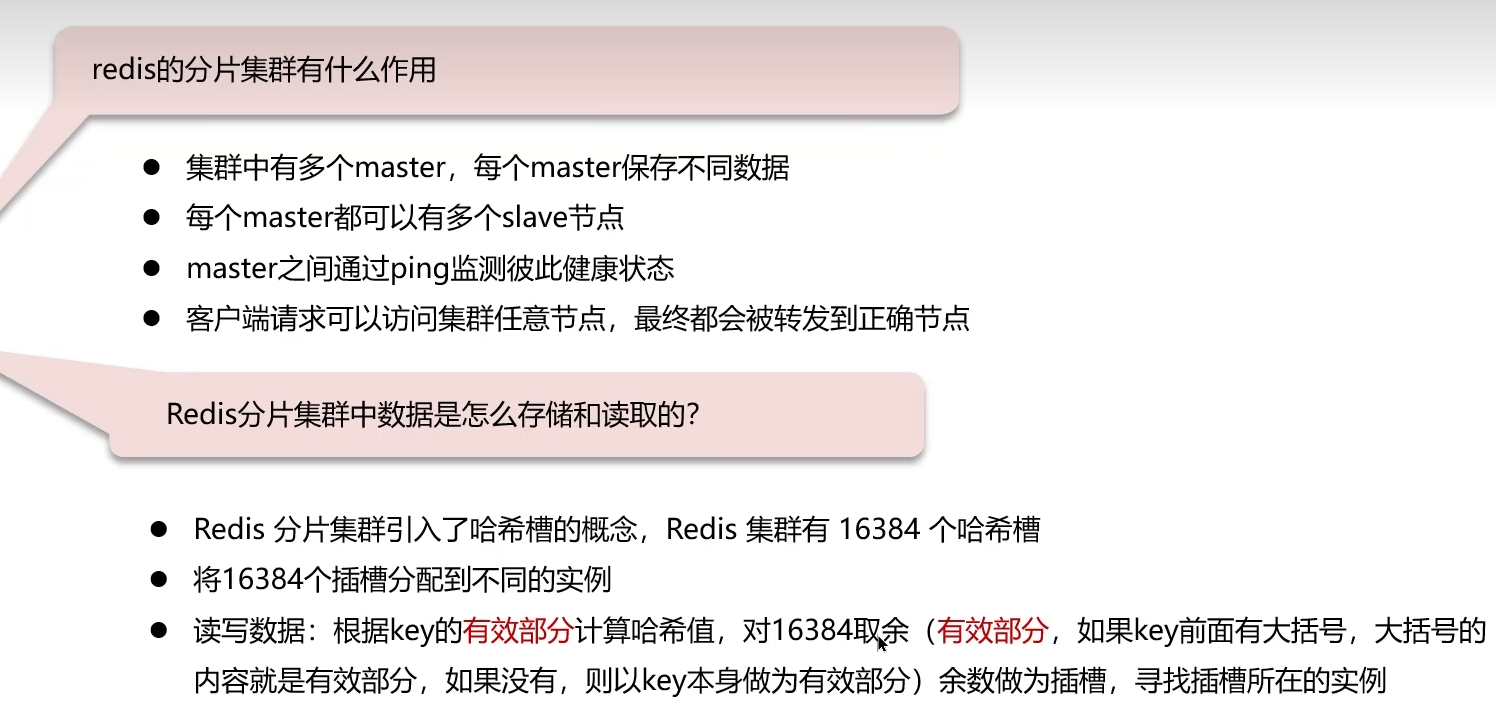 redis的分片集群有什么作用
集群中有多个master，每个master保存不同数据
每个master都可以有多个slave节点
master之间通过ping监测彼此健康状态
客户端请求可以访问集群任意节点，最终都会被转发到正确节点
Redis分片集群中数据是怎么存储和读取的?
Redis 分片集群引入了哈希槽的概念，Redis 集群有 16384 个哈希槽
将16384个插槽分配到不同的实例
读写数据：根据key的有效部分计算哈希值，对16384取余（有效部分，如果key前面有大括号，大括号的
内容就是有效部分，如果没有，则以key本身做为有效部分）余数做为插槽，寻找插槽所在的实例